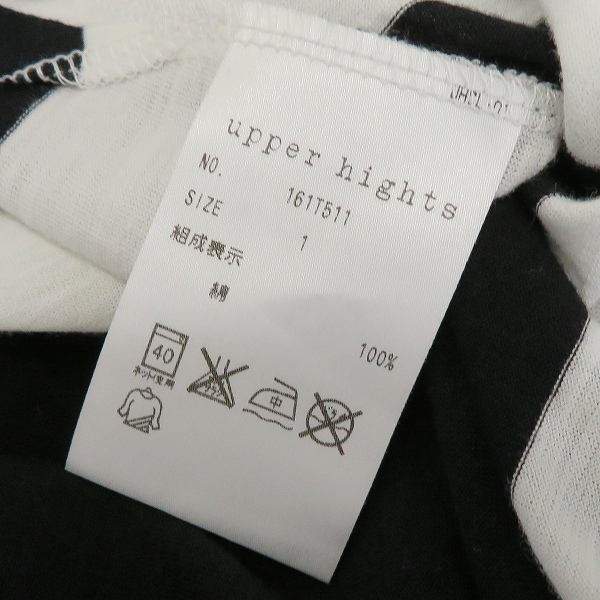 upper hights
NO. 161T511
SIZE 1
組成表示
綿 100%
40
ネット使用
中